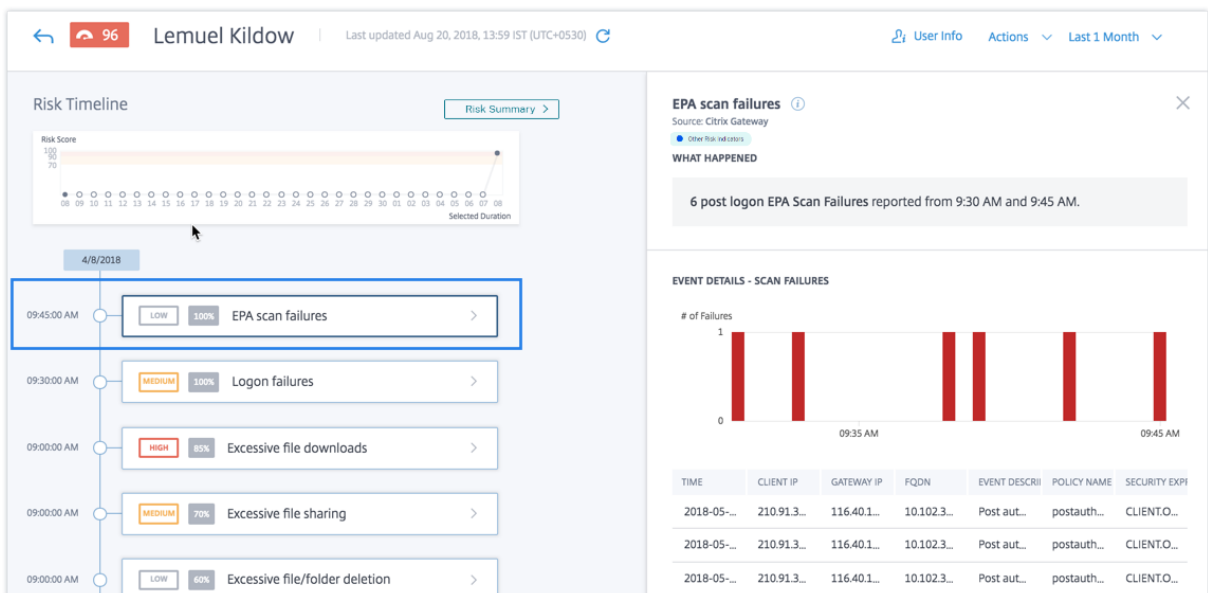 96 Lemuel Kildow Last updated Aug 20, 2018, 13:59 IST (UTC+0530) User Info Actions Last 1 Month
Risk Timeline
Risk Summary >
Risk Score
100
90
70
08 09 10 11 12 13 14 15 16 17 18 19 20 21 22 23 24 25 26 27 28 29 30 01 02 03 04 05 06 07 08
Selected Duration
4/8/2018
09:45:00 AM LOW 100% EPA scan failures
09:30:00 AM MEDIUM 100% Logon failures
09:00:00 AM HIGH 85% Excessive file downloads
09:00:00 AM MEDIUM 70% Excessive file sharing
09:00:00 AM LOW 60% Excessive file/folder deletion
EPA scan failures
Source: Citrix Gateway
Other Risk Indicators
WHAT HAPPENED
6 post logon EPA Scan Failures reported from 9:30 AM and 9:45 AM.
EVENT DETAILS - SCAN FAILURES
# of Failures
1
0
09:35 AM 09:45 AM
TIME CLIENT IP GATEWAY IP FQDN EVENT DESCRII POLICY NAME SECURITY EXPI
2018-05-... 210.91.3... 116.40.1... 10.102.3... Post aut... postauth... CLIENT.O...
2018-05-... 210.91.3... 116.40.1... 10.102.3... Post aut... postauth... CLIENT.O...
2018-05-... 210.91.3... 116.40.1... 10.102.3... Post aut... postauth... CLIENT.O...